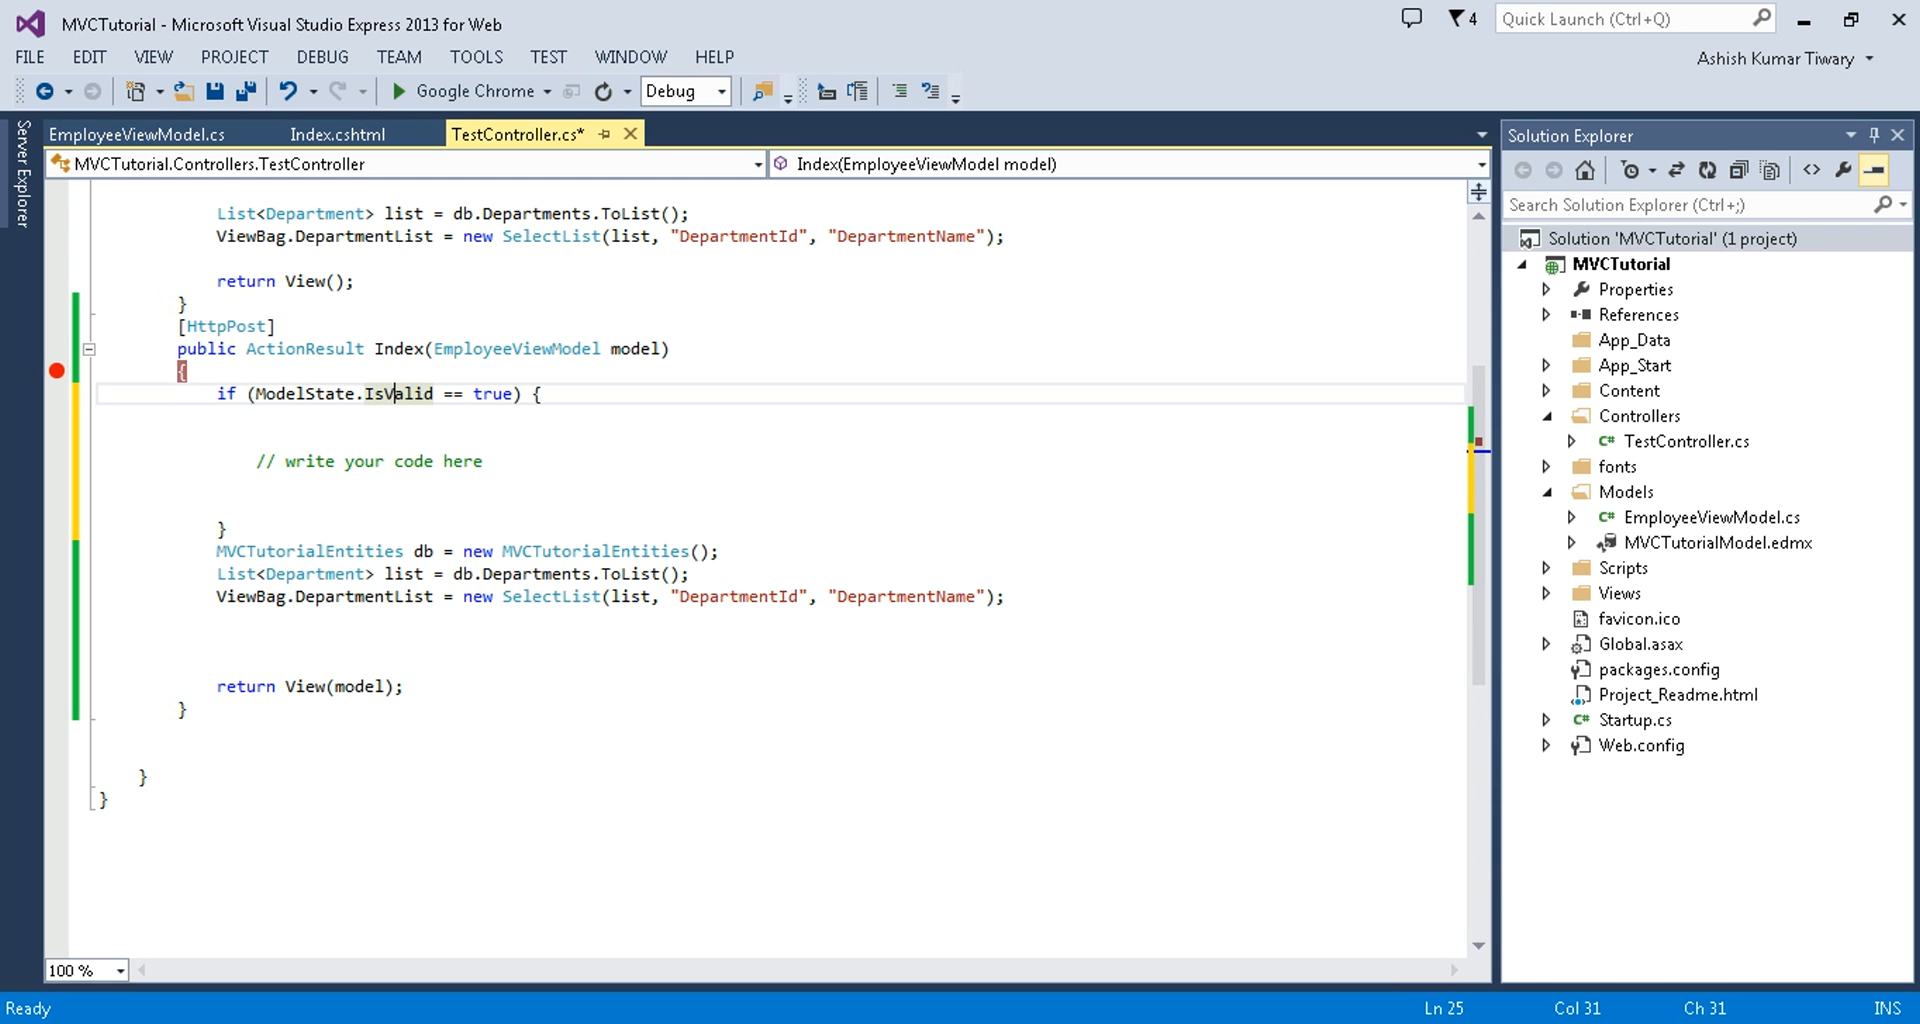 MVCTutorial - Microsoft Visual Studio Express 2013 for Web
4
Quick Launch (Ctrl+Q)
FILE EDIT VIEW PROJECT DEBUG TEAM TOOLS TEST WINDOW HELP
Ashish Kumar Tiwary
Google Chrome
Debug
Server Explorer
EmployeeViewModel.cs Index.cshtml TestController.cs*
MVCTutorial.Controllers.TestController
Index(EmployeeViewModel model)
List<Department> list = db.Departments.ToList();
ViewBag.DepartmentList = new SelectList(list, "DepartmentId", "DepartmentName");
return View();
}
[HttpPost]
public ActionResult Index(EmployeeViewModel model)
{
if (ModelState.IsValid == true) {
// write your code here
}
MVCTutorialEntities db = new MVCTutorialEntities();
List<Department> list = db.Departments.ToList();
ViewBag.DepartmentList = new SelectList(list, "DepartmentId", "DepartmentName");
return View(model);
}
}
}
100 %
Solution Explorer
Search Solution Explorer (Ctrl+;)
Solution 'MVCTutorial' (1 project)
MVCTutorial
Properties
References
App_Data
App_Start
Content
Controllers
C# TestController.cs
fonts
Models
C# EmployeeViewModel.cs
MVCTutorialModel.edmx
Scripts
Views
favicon.ico
Global.asax
packages.config
Project_Readme.html
C# Startup.cs
Web.config
Ready
Ln 25
Col 31
Ch 31
INS